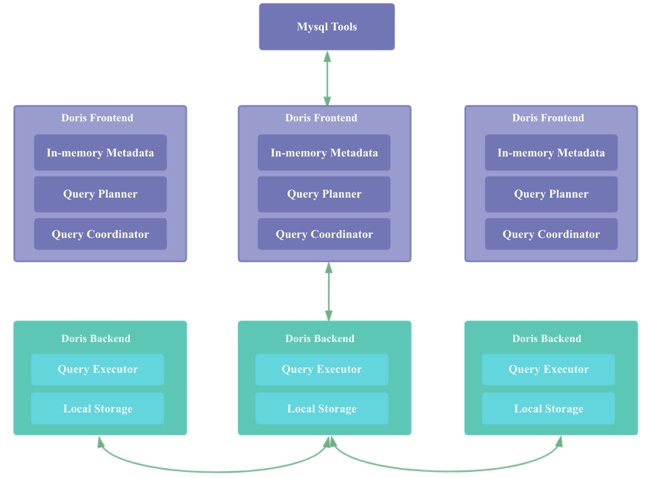 Mysql Tools
Doris Frontend
In-memory Metadata
Query Planner
Query Coordinator
Doris Frontend
In-memory Metadata
Query Planner
Query Coordinator
Doris Frontend
In-memory Metadata
Query Planner
Query Coordinator
Doris Backend
Query Executor
Local Storage
Doris Backend
Query Executor
Local Storage
Doris Backend
Query Executor
Local Storage